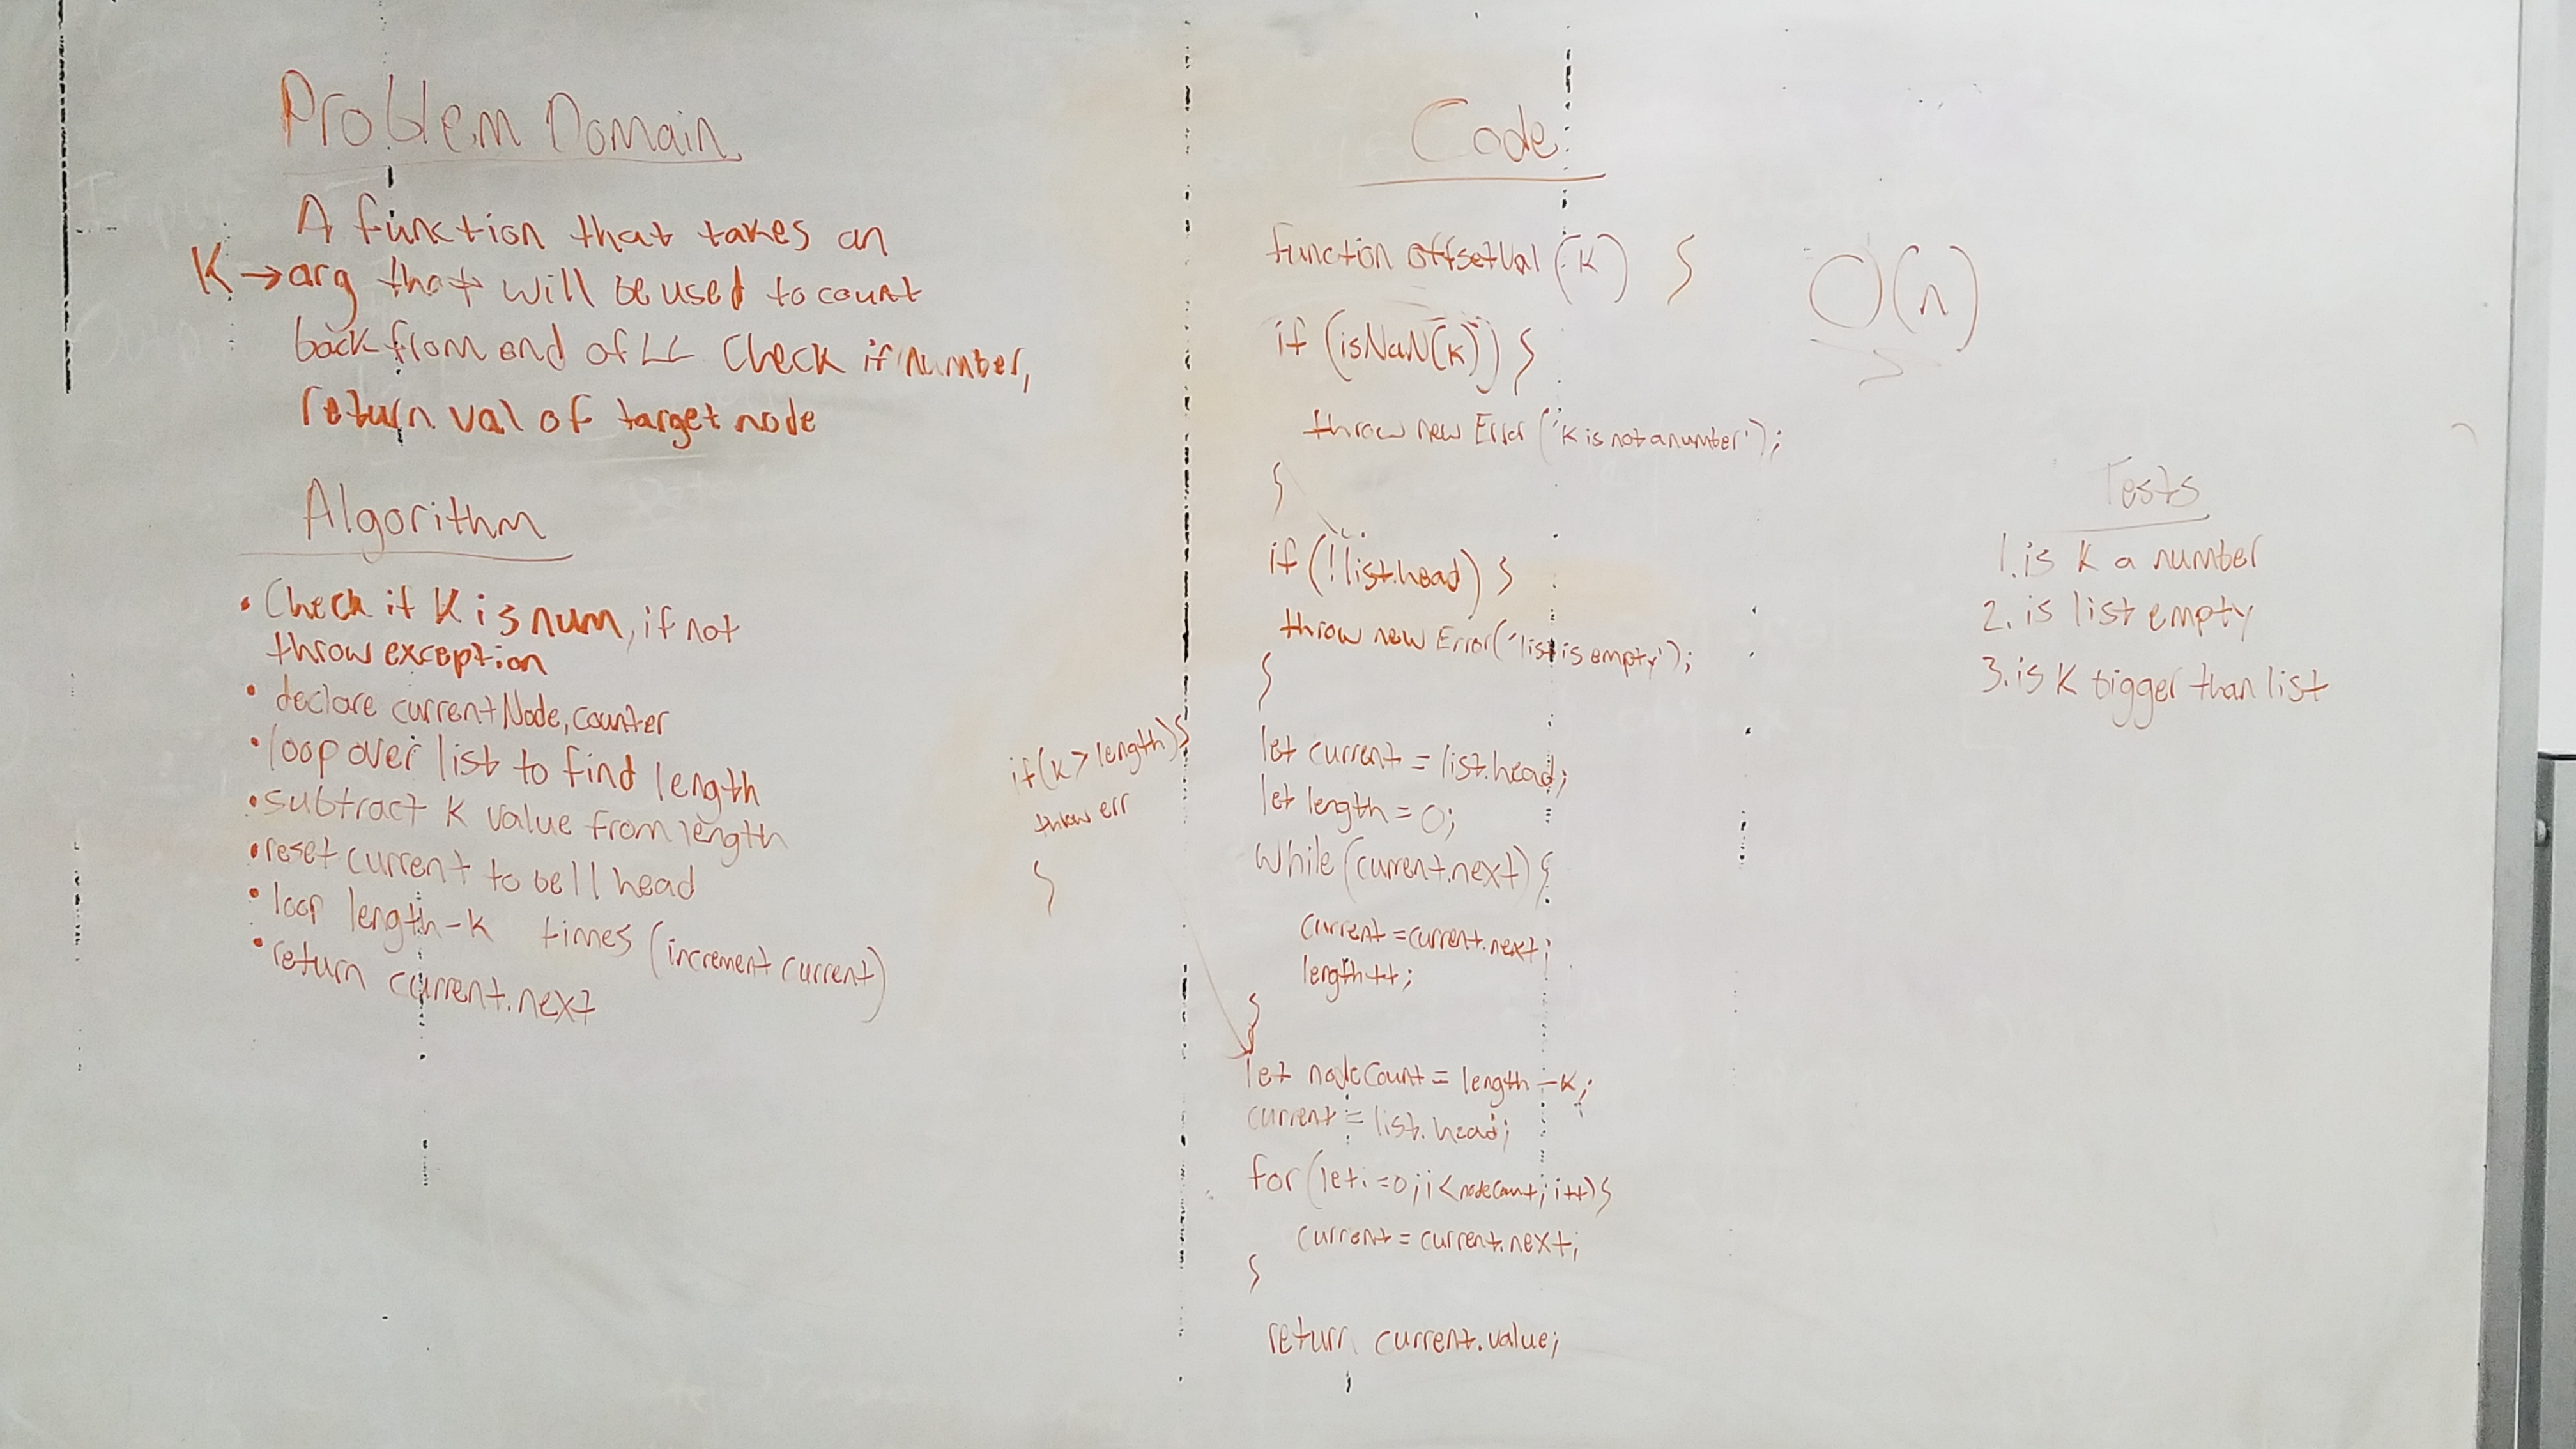 Problem Domain
A function that takes an
K → arg that will be used to count
back from end of LL Check if number,
return val of target node
Algorithm
• Check if K is num, if not
throw exception
• declare currentNode, counter
• loop over list to find length
• subtract K value from length
• reset current to be ll head
• loop length-K times (increment current)
• return current.next
if(K > length){
throw err
}
Code
function offsetVal (K) {
if (isNaN(K)) {
throw new Error ('K is not a number');
}
if (!list.head) {
throw new Error('list is empty');
}
let current = list.head;
let length = 0;
while (current.next) {
current = current.next;
length++;
}
let nodeCount = length - K;
current = list.head;
for (let i = 0; i < nodeCount; i++) {
current = current.next;
}
return current.value;
O(n)
Tests
1. is K a number
2. is list empty
3. is K bigger than list